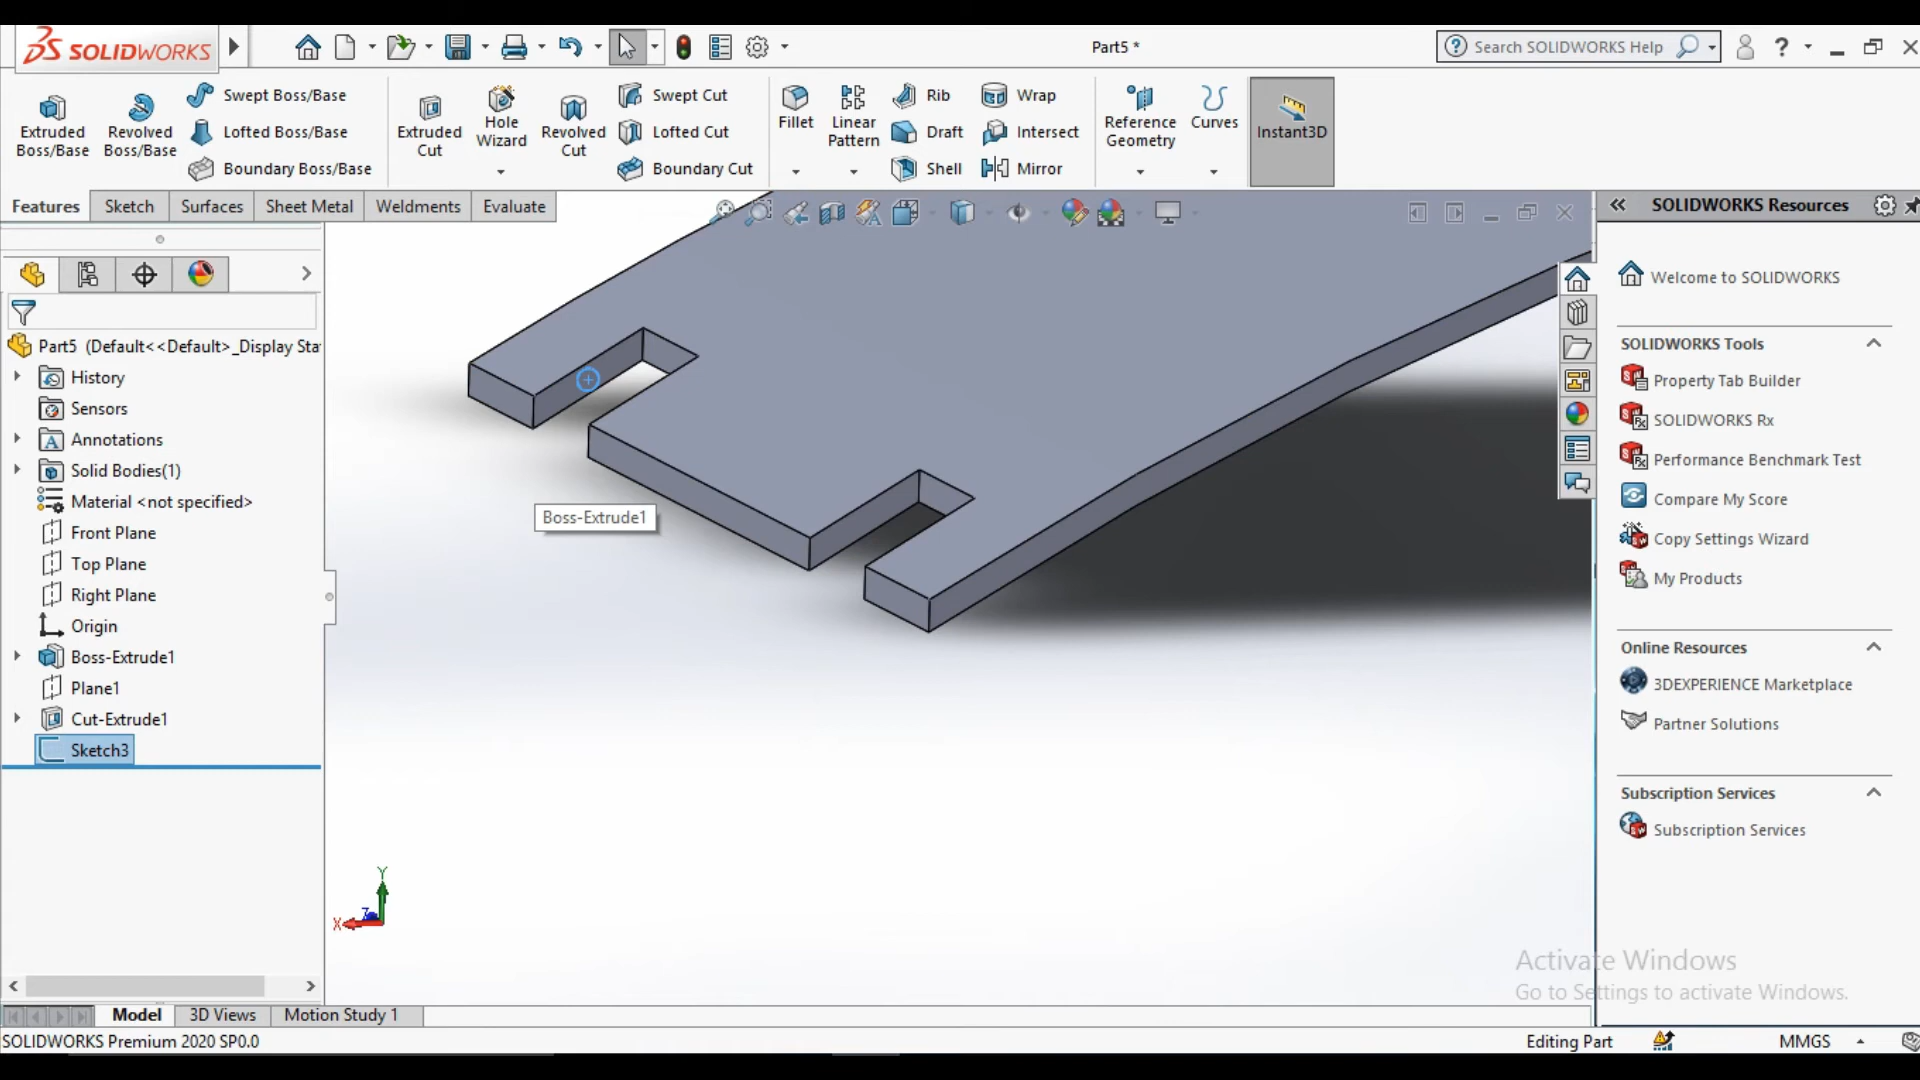 SOLIDWORKS
Part5 *
Search SOLIDWORKS Help
?
Extruded
Boss/Base
Revolved
Boss/Base
Swept Boss/Base
Lofted Boss/Base
Boundary Boss/Base
Extruded
Cut
Hole
Wizard
Revolved
Cut
Swept Cut
Lofted Cut
Boundary Cut
Fillet
Linear
Pattern
Rib
Draft
Shell
Wrap
Intersect
Mirror
Reference
Geometry
Curves
Instant3D
Features
Sketch
Surfaces
Sheet Metal
Weldments
Evaluate
Part5 (Default<<Default>_Display Sta
History
Sensors
Annotations
Solid Bodies(1)
Material <not specified>
Front Plane
Top Plane
Right Plane
Origin
Boss-Extrude1
Plane1
Cut-Extrude1
Sketch3
Boss-Extrude1
Y
X
Z
SOLIDWORKS Resources
Welcome to SOLIDWORKS
SOLIDWORKS Tools
Property Tab Builder
SOLIDWORKS Rx
Performance Benchmark Test
Compare My Score
Copy Settings Wizard
My Products
Online Resources
3DEXPERIENCE Marketplace
Partner Solutions
Subscription Services
Subscription Services
Activate Windows
Go to Settings to activate Windows.
Model
3D Views
Motion Study 1
SOLIDWORKS Premium 2020 SP0.0
Editing Part
MMGS